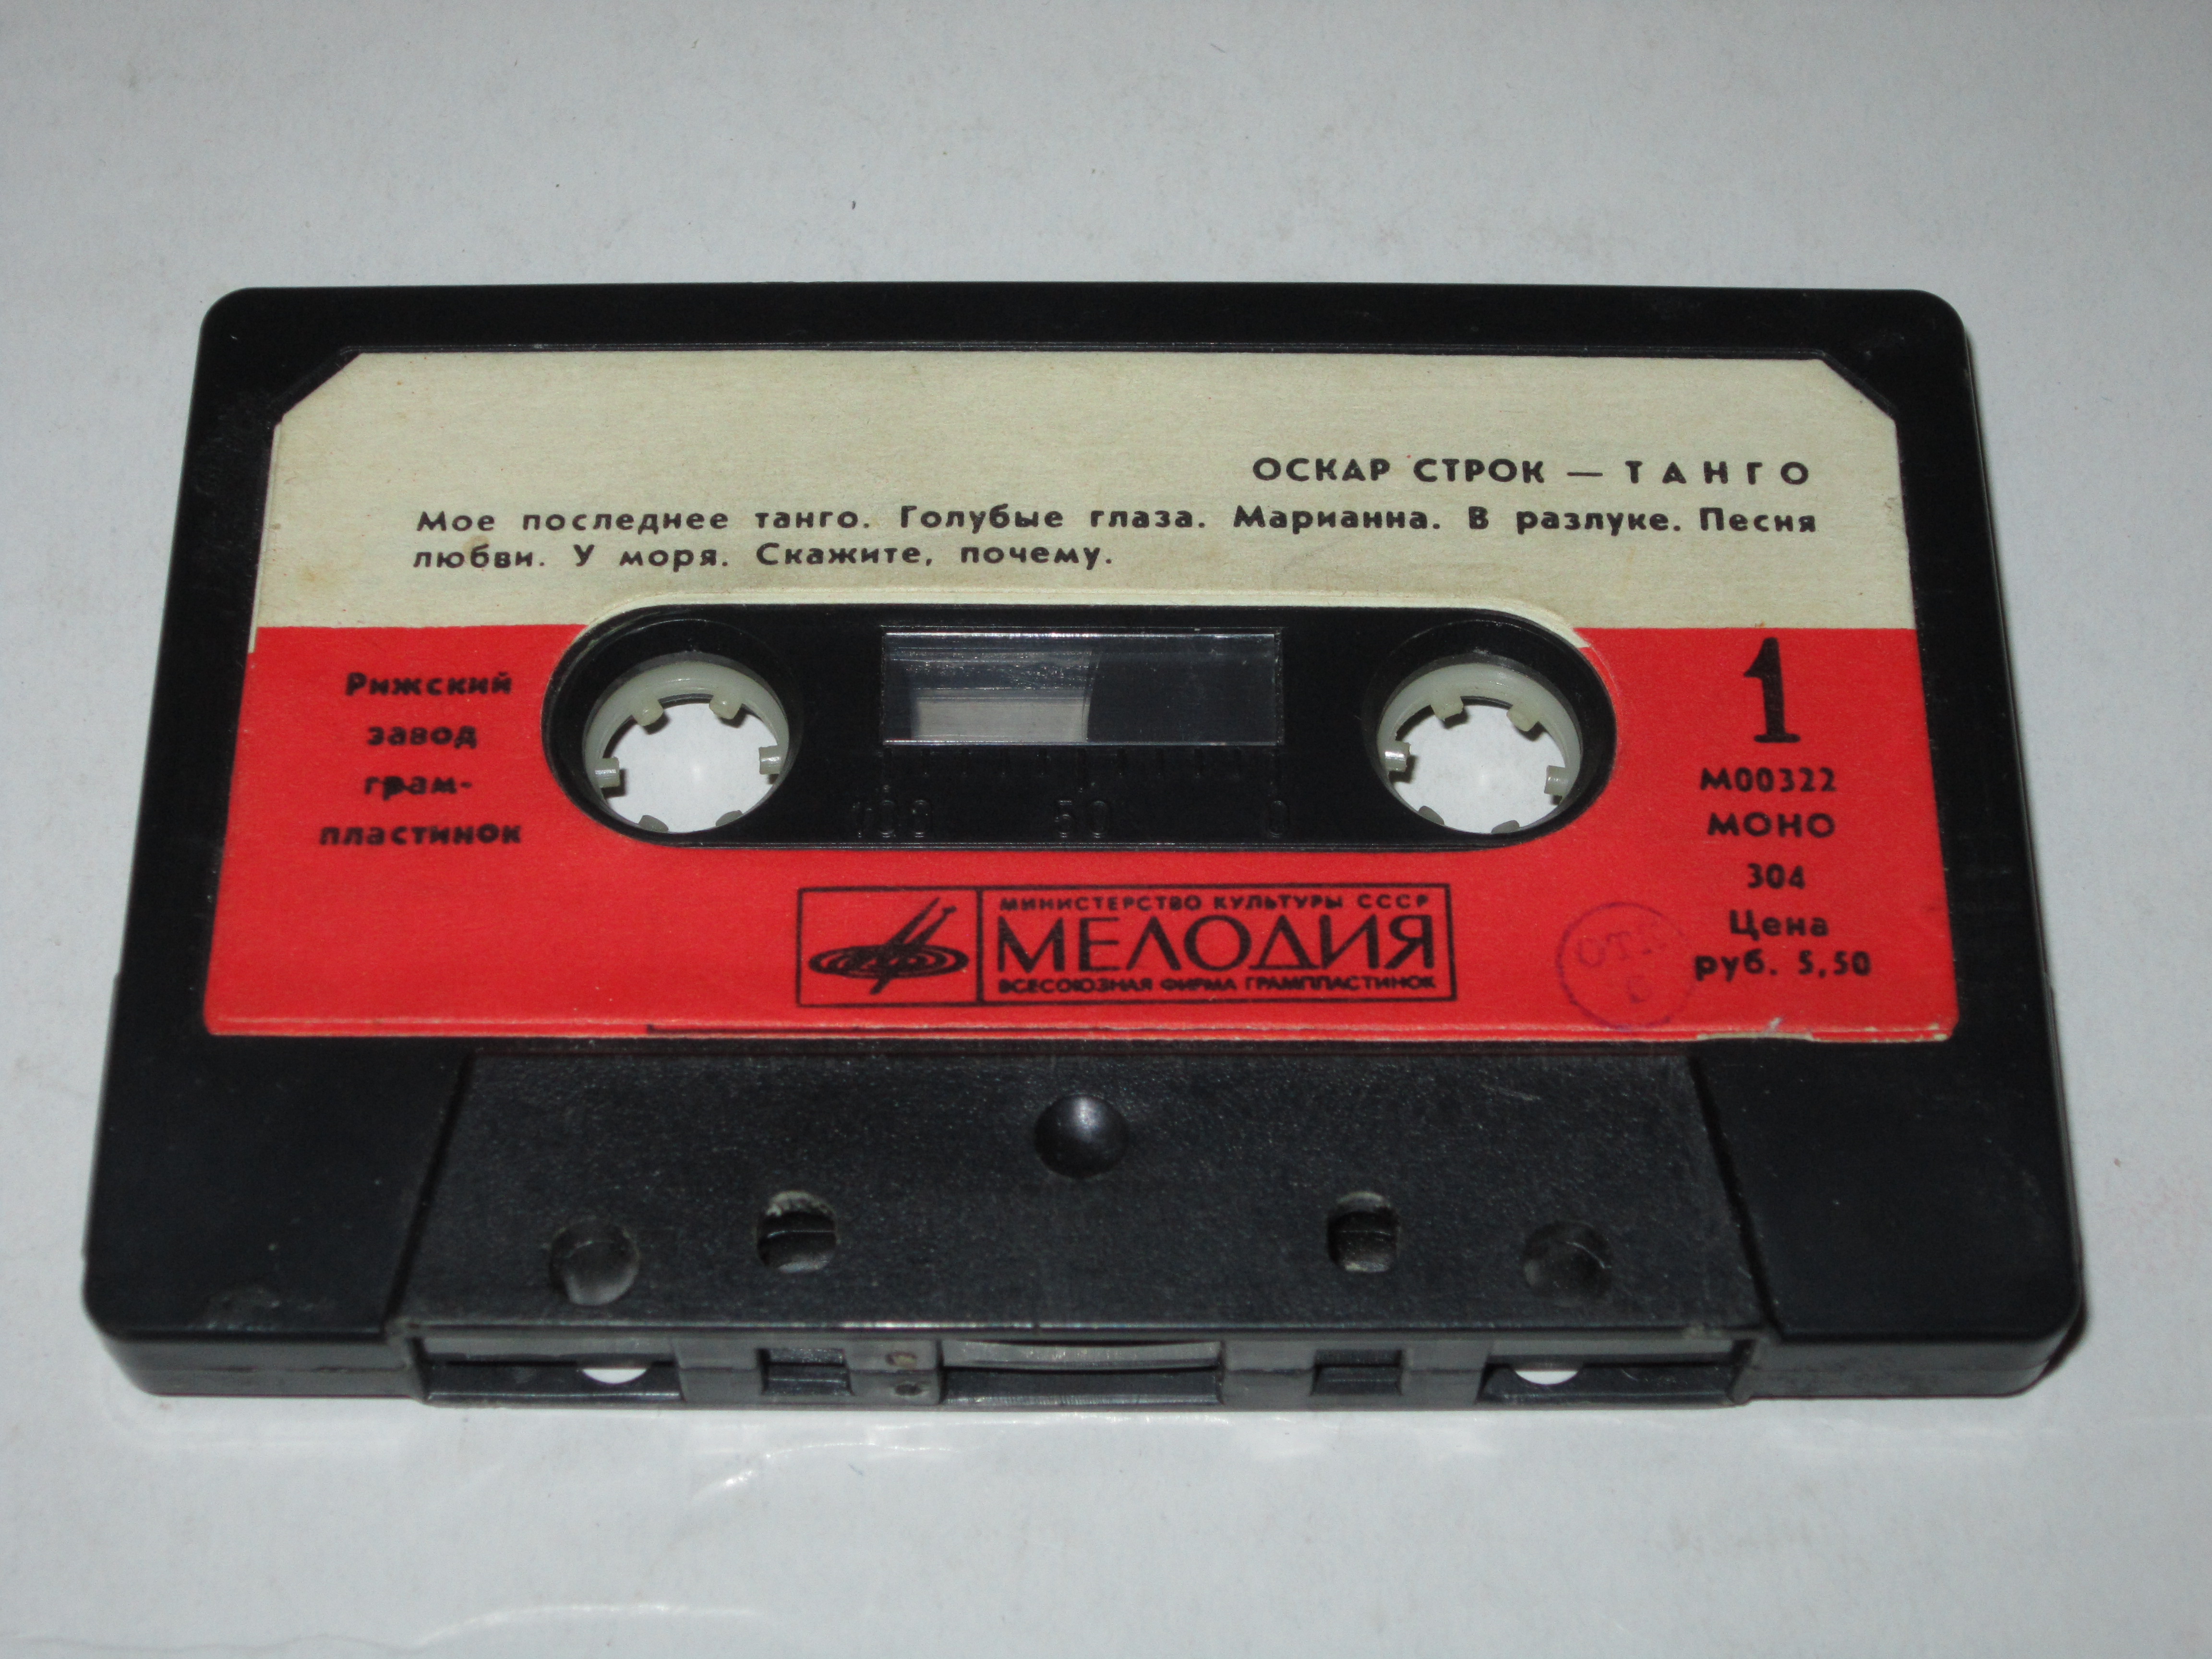 ОСКАР СТРОК — ТАНГО
Мое последнее танго. Голубые глаза. Марианна. В разлуке. Песня
любви. У моря. Скажите, почему.
Рижский
завод
грам-
пластинок
1
М00322
МОНО
304
Цена
руб. 5,50
100 50 0
МИНИСТЕРСТВО КУЛЬТУРЫ СССР
МЕЛОДИЯ
ВСЕСОЮЗНАЯ ФИРМА ГРАМПЛАСТИНОК